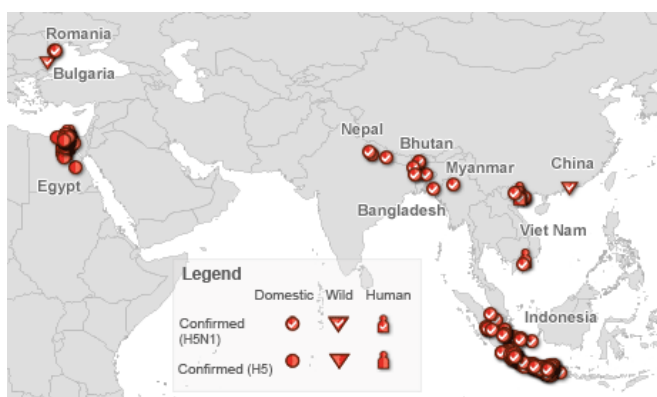 Romania
Bulgaria
Egypt
Nepal
Bhutan
Myanmar
China
Bangladesh
Viet Nam
Indonesia
Legend
Domestic Wild Human
Confirmed
(H5N1)
Confirmed (H5)